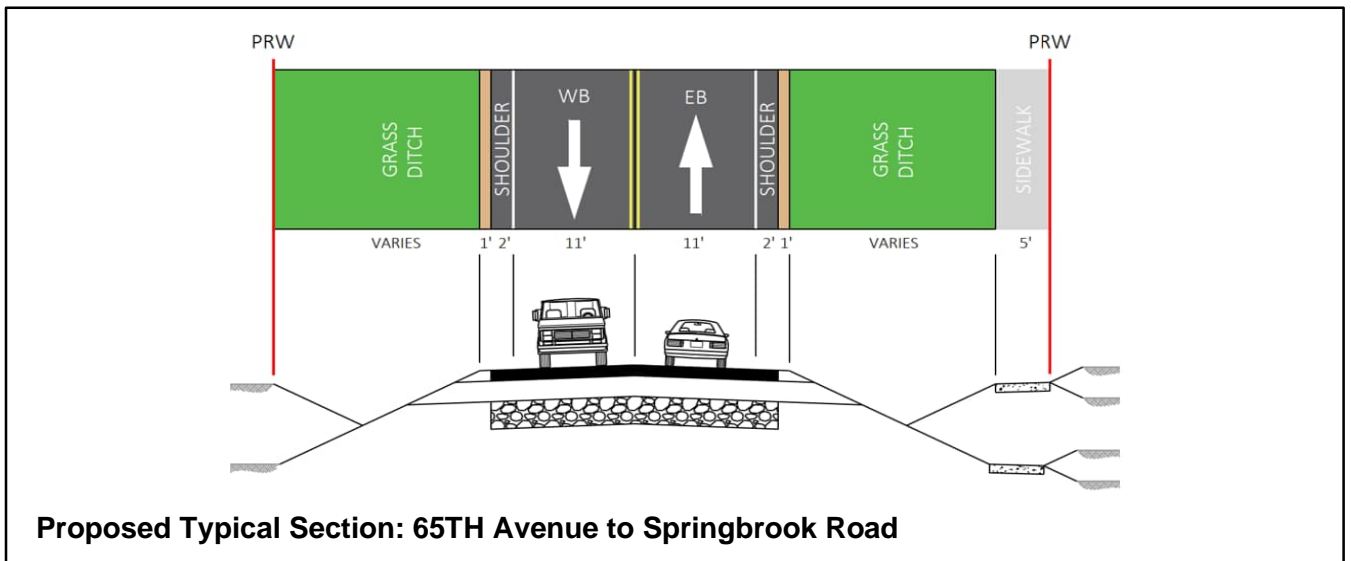 PRW PRW
GRASS
DITCH
SHOULDER
WB
EB
SHOULDER
GRASS
DITCH
SIDEWALK
VARIES 1' 2' 11' 11' 2' 1' VARIES 5'
Proposed Typical Section: 65TH Avenue to Springbrook Road